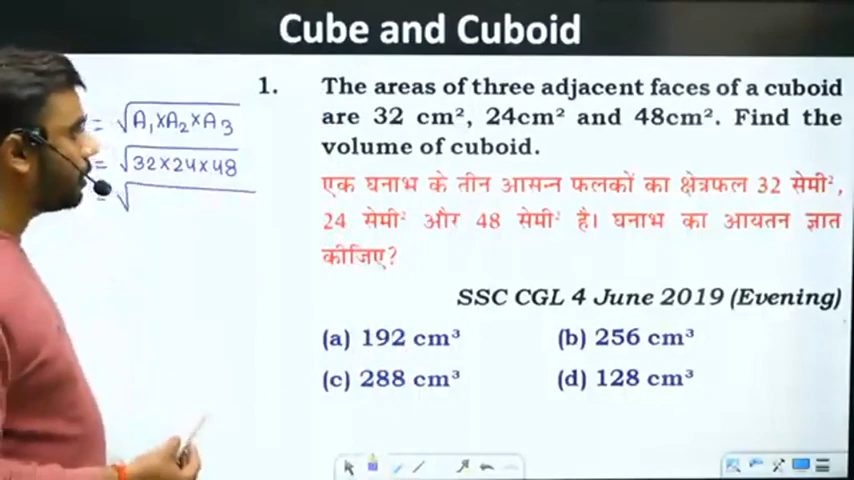 Cube and Cuboid
1. The areas of three adjacent faces of a cuboid
are 32 cm², 24cm² and 48cm². Find the
volume of cuboid.
एक घनाभ के तीन आसन्न फलकों का क्षेत्रफल 32 सेमी²,
24 सेमी² और 48 सेमी² है। घनाभ का आयतन ज्ञात
कीजिए?
SSC CGL 4 June 2019 (Evening)
(a) 192 cm³ (b) 256 cm³
(c) 288 cm³ (d) 128 cm³
= √A₁×A₂×A₃
= √32×24×48
= √